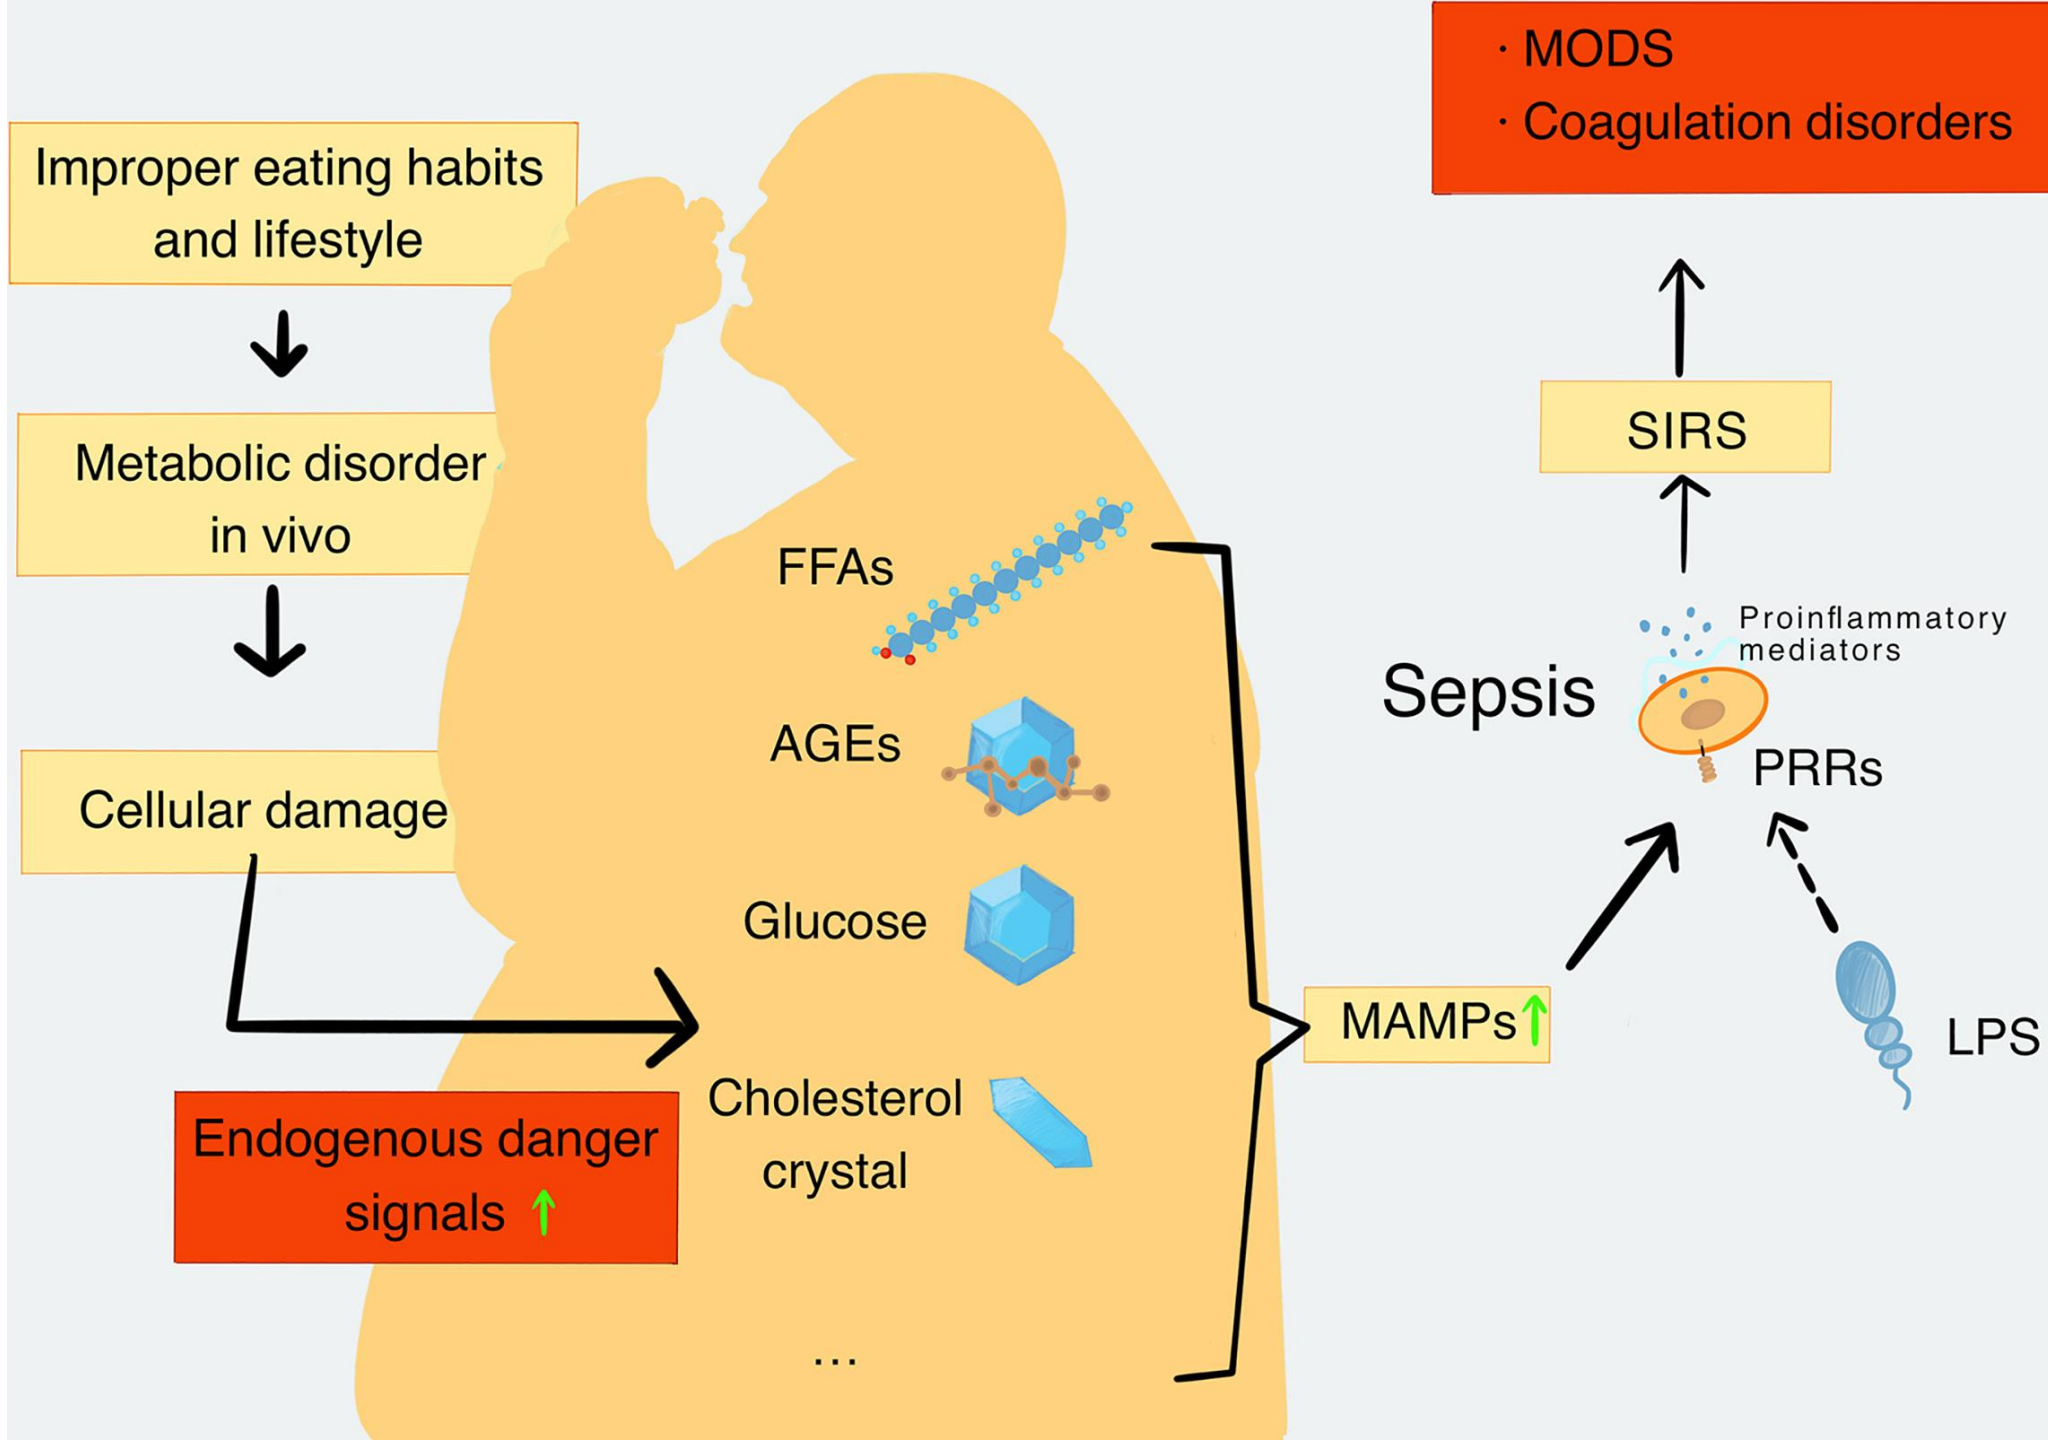 Improper eating habits
and lifestyle
Metabolic disorder
in vivo
Cellular damage
Endogenous danger
signals ↑
FFAs
AGEs
Glucose
Cholesterol
crystal
...
MAMPs↑
LPS
PRRs
Sepsis
Proinflammatory
mediators
SIRS
· MODS
· Coagulation disorders